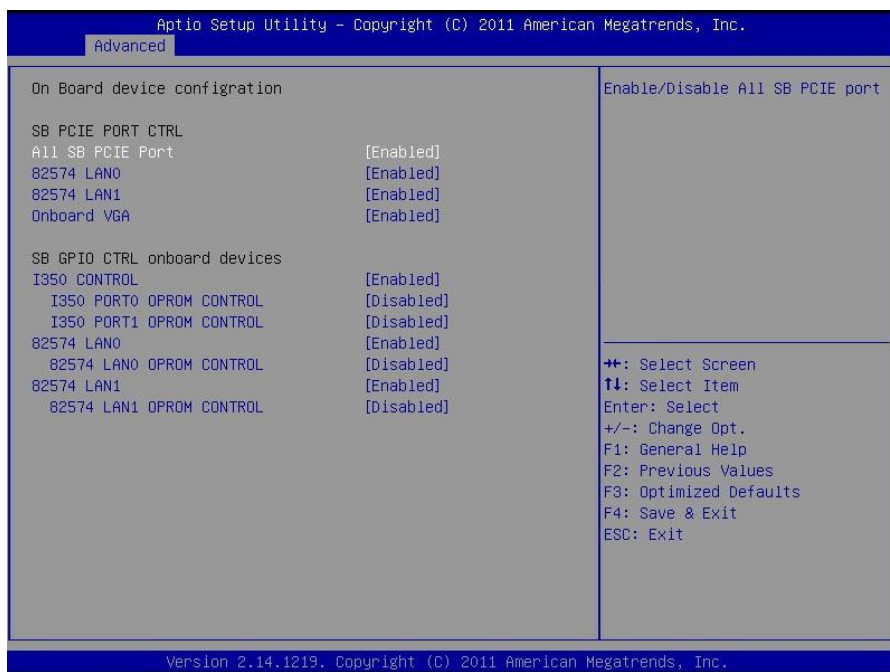 Aptio Setup Utility – Copyright (C) 2011 American Megatrends, Inc.
Advanced
On Board device configration
SB PCIE PORT CTRL
All SB PCIE Port [Enabled]
82574 LAN0 [Enabled]
82574 LAN1 [Enabled]
Onboard VGA [Enabled]
SB GPIO CTRL onboard devices
I350 CONTROL [Enabled]
I350 PORT0 OPROM CONTROL [Disabled]
I350 PORT1 OPROM CONTROL [Disabled]
82574 LAN0 [Enabled]
82574 LAN0 OPROM CONTROL [Disabled]
82574 LAN1 [Enabled]
82574 LAN1 OPROM CONTROL [Disabled]
Enable/Disable All SB PCIE port
→←: Select Screen
↑↓: Select Item
Enter: Select
+/-: Change Opt.
F1: General Help
F2: Previous Values
F3: Optimized Defaults
F4: Save & Exit
ESC: Exit
Version 2.14.1219. Copyright (C) 2011 American Megatrends, Inc.